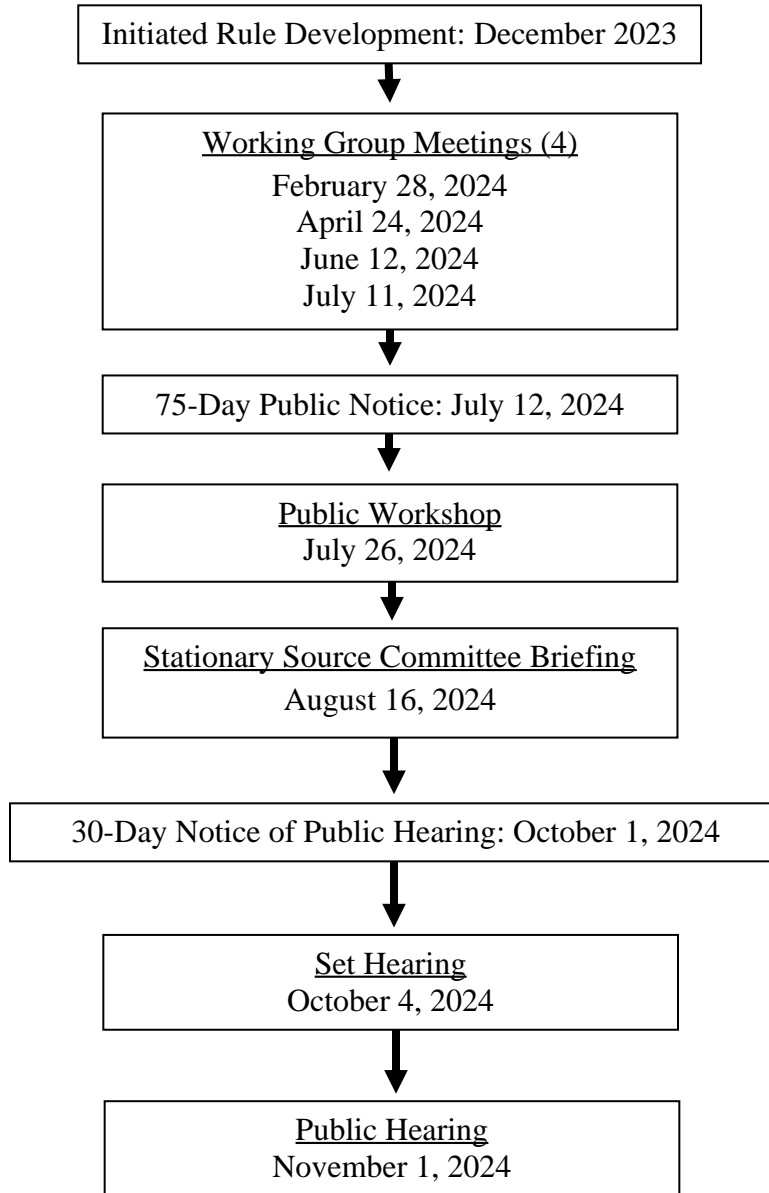 Initiated Rule Development: December 2023
Working Group Meetings (4)
February 28, 2024
April 24, 2024
June 12, 2024
July 11, 2024
75-Day Public Notice: July 12, 2024
Public Workshop
July 26, 2024
Stationary Source Committee Briefing
August 16, 2024
30-Day Notice of Public Hearing: October 1, 2024
Set Hearing
October 4, 2024
Public Hearing
November 1, 2024